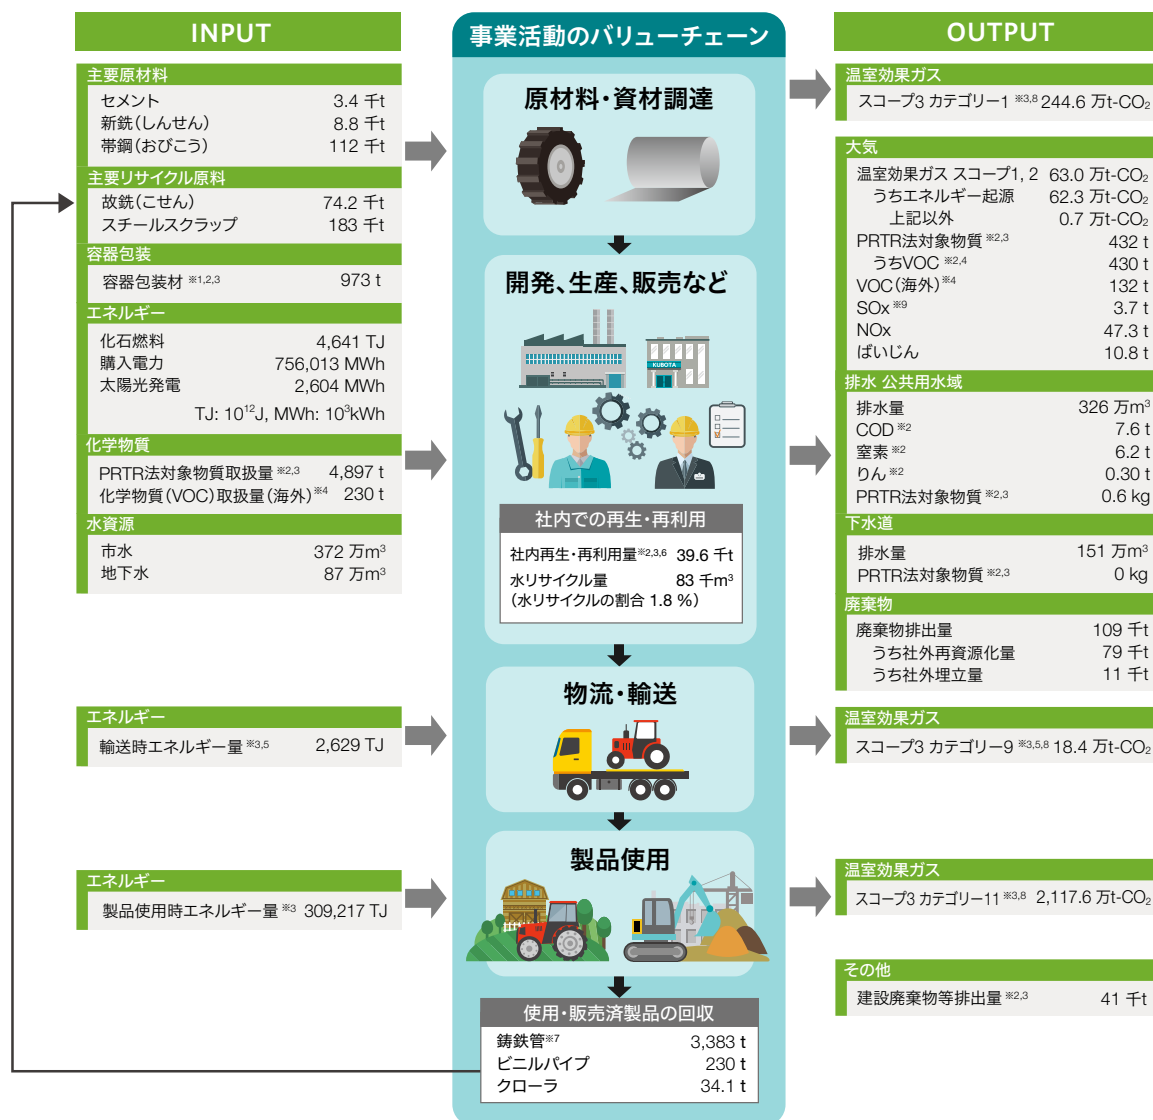 INPUT
主要原材料
セメント 3.4 千t
新銑(しんせん) 8.8 千t
帯鋼(おびこう) 112 千t
主要リサイクル原料
故銑(こせん) 74.2 千t
スチールスクラップ 183 千t
容器包装
容器包装材 ※1,2,3 973 t
エネルギー
化石燃料 4,641 TJ
購入電力 756,013 MWh
太陽光発電 2,604 MWh
TJ: 10¹²J, MWh: 10³kWh
化学物質
PRTR法対象物質取扱量 ※2,3 4,897 t
化学物質(VOC)取扱量(海外) ※4 230 t
水資源
市水 372 万m³
地下水 87 万m³
エネルギー
輸送時エネルギー量 ※3,5 2,629 TJ
エネルギー
製品使用時エネルギー量 ※3 309,217 TJ
事業活動のバリューチェーン
原材料・資材調達
開発、生産、販売など
KUBOTA
社内での再生・再利用
社内再生・再利用量※2,3,6 39.6 千t
水リサイクル量 83 千m³
(水リサイクルの割合 1.8 %)
物流・輸送
製品使用
使用・販売済製品の回収
鋳鉄管※7 3,383 t
ビニルパイプ 230 t
クローラ 34.1 t
OUTPUT
温室効果ガス
スコープ3 カテゴリー1 ※3,8 244.6 万t-CO₂
大気
温室効果ガス スコープ1, 2 63.0 万t-CO₂
うちエネルギー起源 62.3 万t-CO₂
上記以外 0.7 万t-CO₂
PRTR法対象物質 ※2,3 432 t
うちVOC ※2,4 430 t
VOC(海外) ※4 132 t
SOx ※9 3.7 t
NOx 47.3 t
ばいじん 10.8 t
排水 公共用水域
排水量 326 万m³
COD ※2 7.6 t
窒素 ※2 6.2 t
りん ※2 0.30 t
PRTR法対象物質 ※2,3 0.6 kg
下水道
排水量 151 万m³
PRTR法対象物質 ※2,3 0 kg
廃棄物
廃棄物排出量 109 千t
うち社外再資源化量 79 千t
うち社外埋立量 11 千t
温室効果ガス
スコープ3 カテゴリー9 ※3,5,8 18.4 万t-CO₂
温室効果ガス
スコープ3 カテゴリー11 ※3,8 2,117.6 万t-CO₂
その他
建設廃棄物等排出量 ※2,3 41 千t